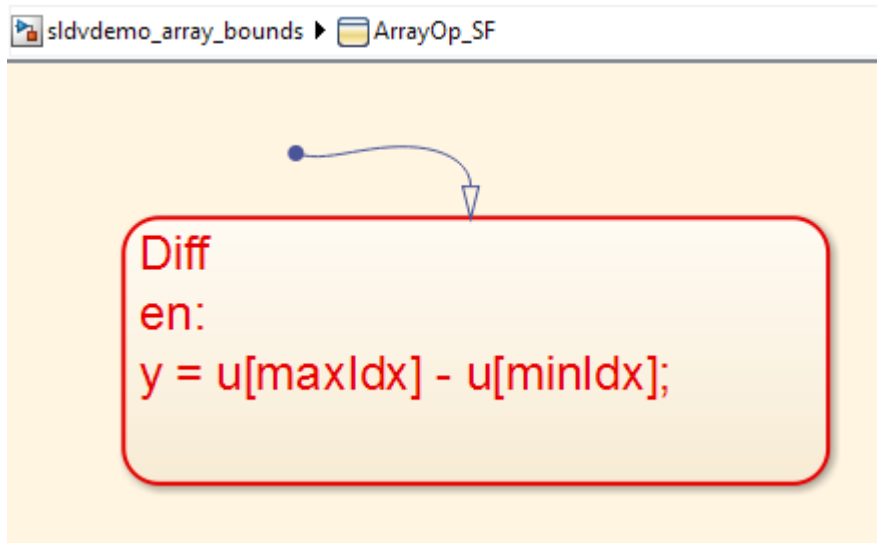 sldvdemo_array_bounds ArrayOp_SF
Diff
en:
y = u[maxIdx] - u[minIdx];